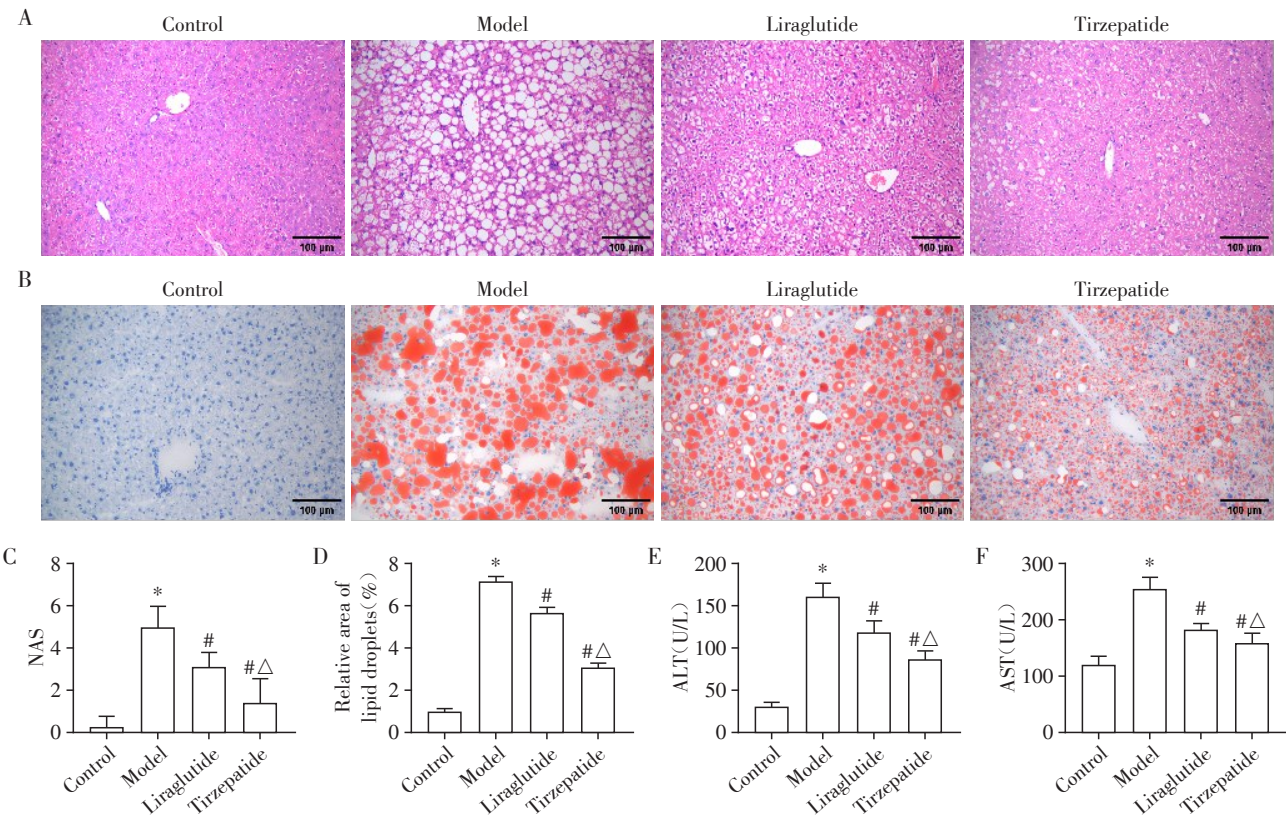 A
Control
Model
Liraglutide
Tirzepatide
100 μm
100 μm
100 μm
100 μm
B
Control
Model
Liraglutide
Tirzepatide
100 μm
100 μm
100 μm
100 μm
C
NAS
8
6
4
2
0
*
#
#△
Control
Model
Liraglutide
Tirzepatide
D
Relative area of
lipid droplets(%)
8
6
4
2
0
*
#
#△
Control
Model
Liraglutide
Tirzepatide
E
ALT(U/L)
200
150
100
50
0
*
#
#△
Control
Model
Liraglutide
Tirzepatide
F
AST(U/L)
300
200
100
0
*
#
#△
Control
Model
Liraglutide
Tirzepatide